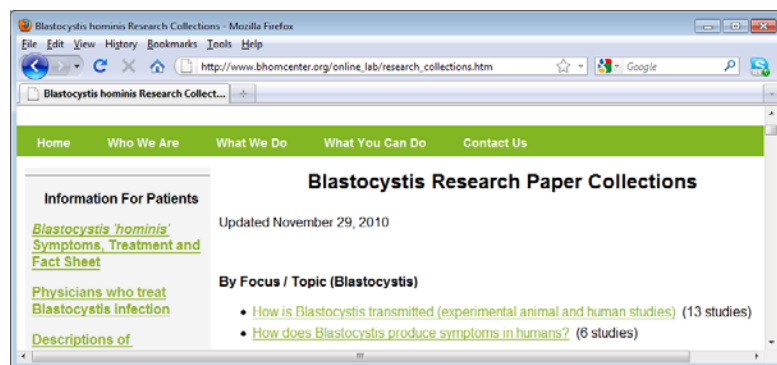 Blastocystis hominis Research Collections - Mozilla Firefox
File Edit View History Bookmarks Tools Help
http://www.bhomcenter.org/online_lab/research_collections.htm
Google
Blastocystis hominis Research Collect...
Home Who We Are What We Do What You Can Do Contact Us
Information For Patients
Blastocystis 'hominis'
Symptoms, Treatment and
Fact Sheet
Physicians who treat
Blastocystis infection
Descriptions of
Blastocystis Research Paper Collections
Updated November 29, 2010
By Focus / Topic (Blastocystis)
• How is Blastocystis transmitted (experimental animal and human studies) (13 studies)
• How does Blastocystis produce symptoms in humans? (6 studies)